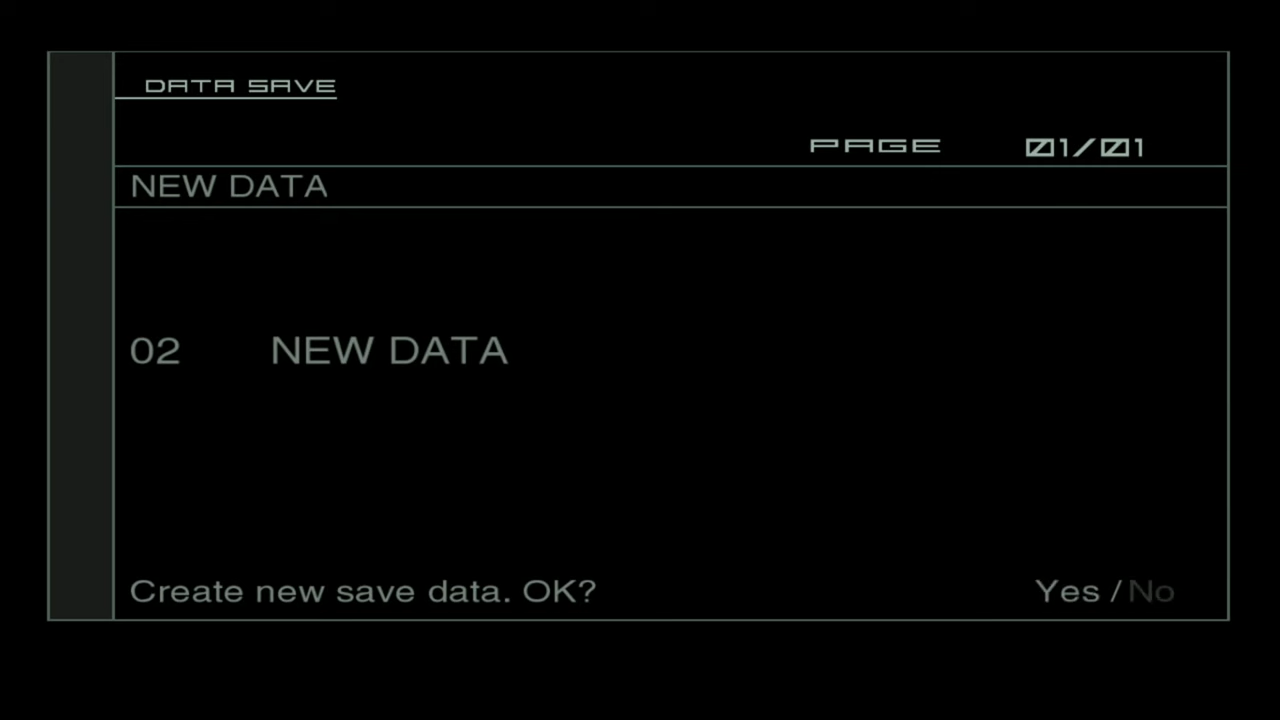 DATA SAVE
PAGE 01/01
NEW DATA
02 NEW DATA
Create new save data. OK? Yes / No